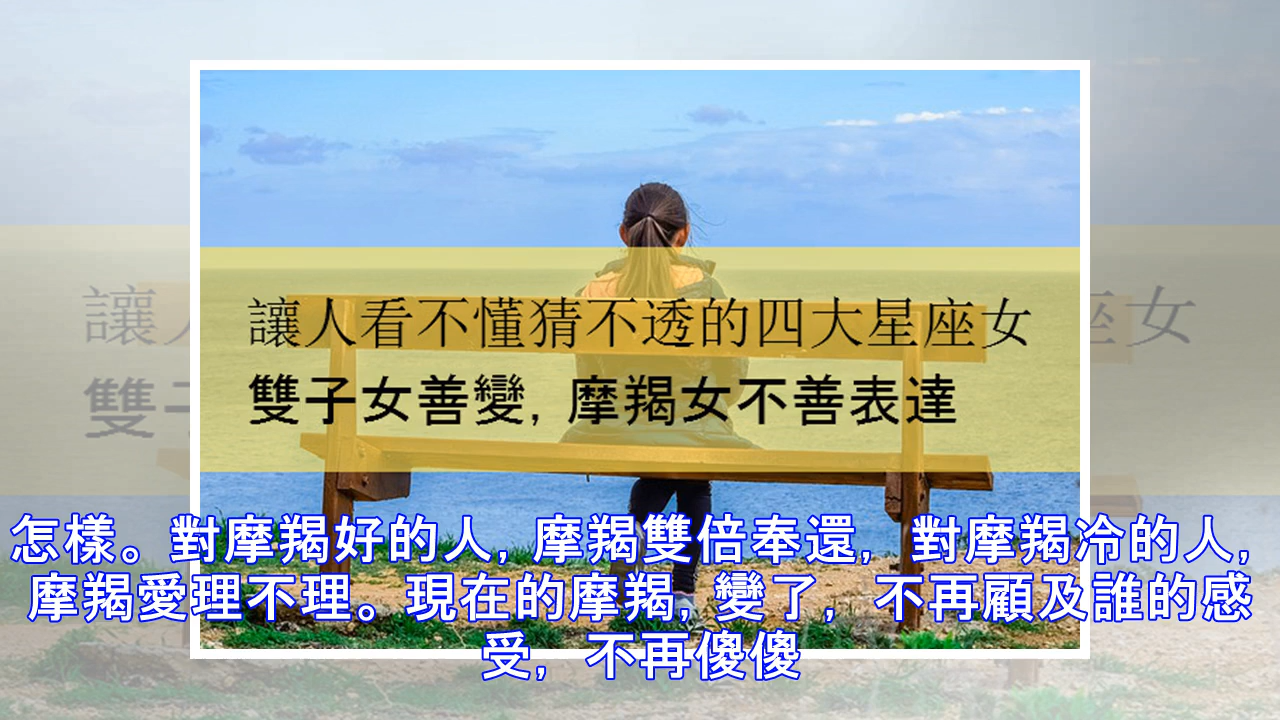 讓人看不懂猜不透的四大星座女
雙子女善變,摩羯女不善表達
怎樣。對摩羯好的人,摩羯雙倍奉還,對摩羯冷的人,
摩羯愛理不理。現在的摩羯,變了,不再顧及誰的感
受,不再傻傻